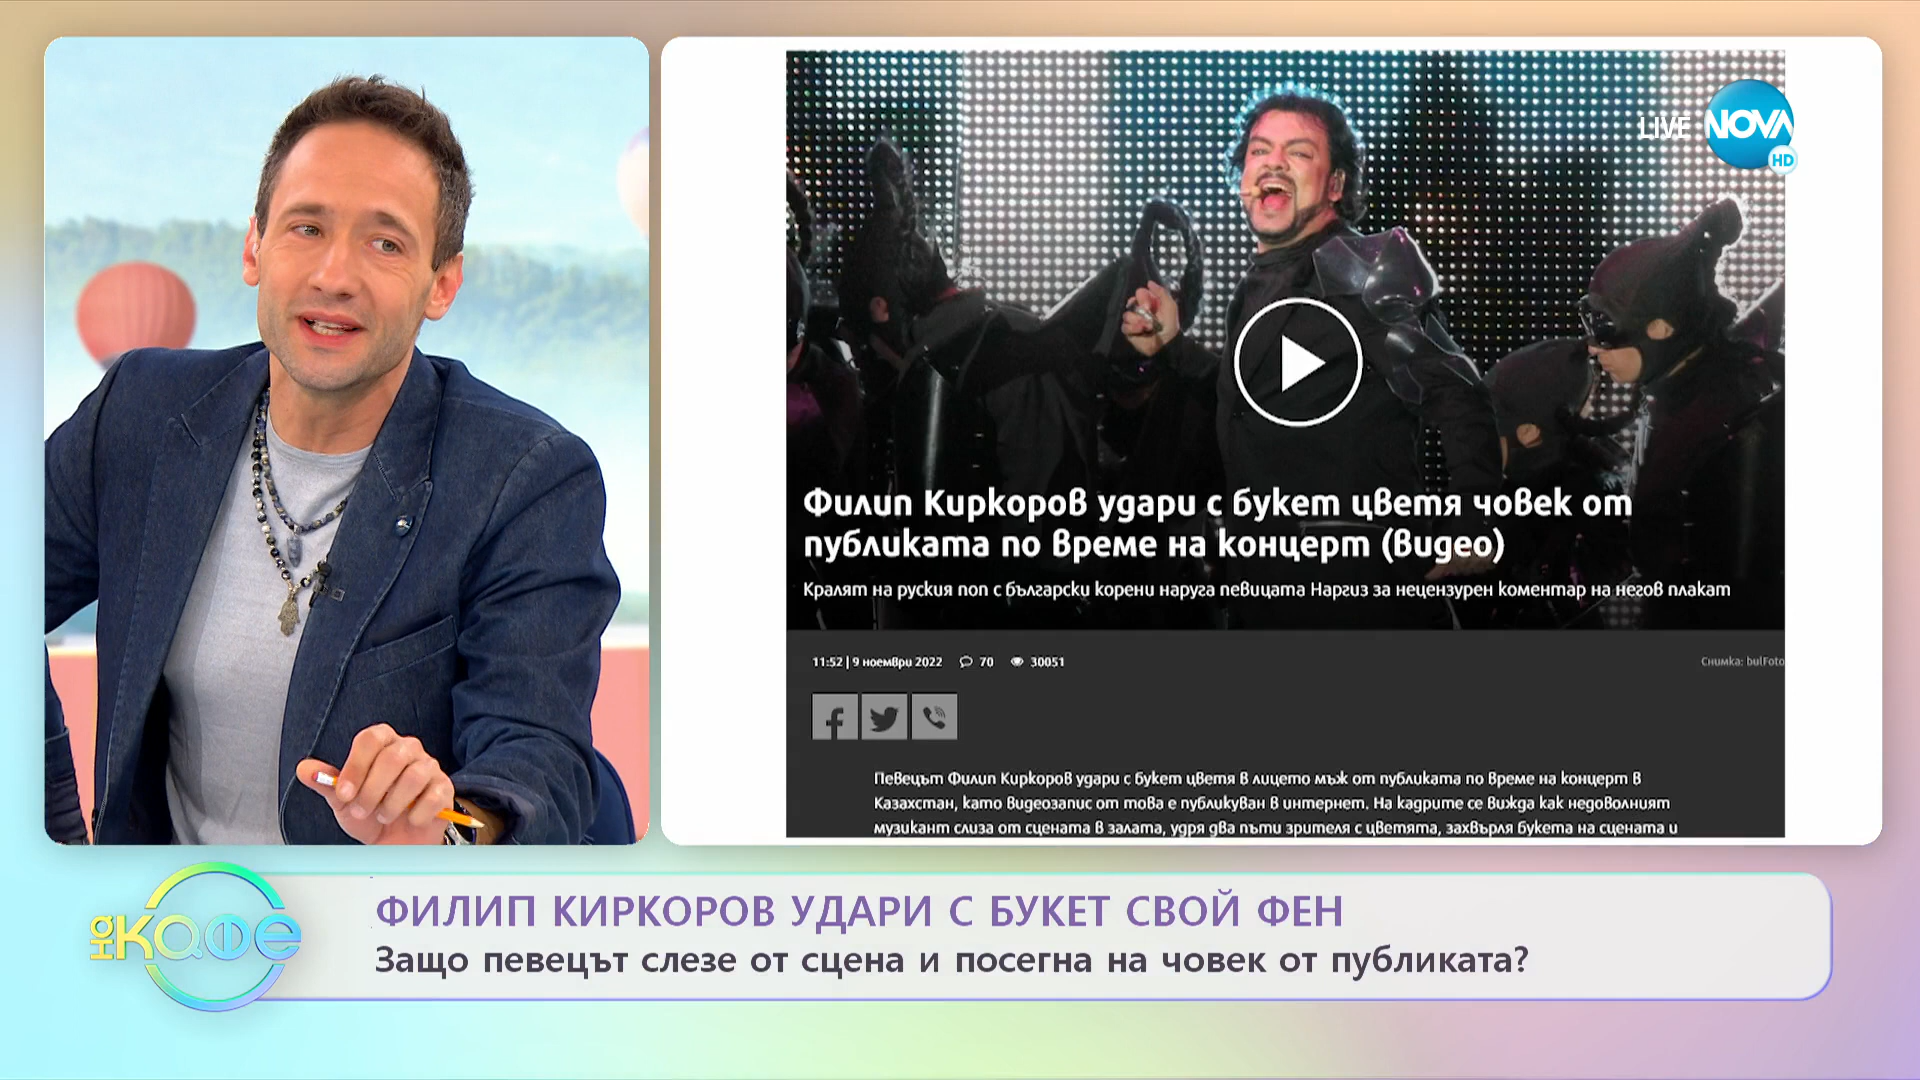 LIVE NOVA
HD
Филип Киркоров удари с букет цветя човек от
публиката по време на концерт (видео)
Кралят на руския поп с български корени наруга певицата Наргиз за нецензурен коментар на негов плакат
11:52 | 9 ноември 2022 70 30051
Снимка: bulFoto
Певецът Филип Киркоров удари с букет цветя в лицето мъж от публиката по време на концерт в
Казахстан, като видеозапис от това е публикуван в интернет. На кадрите се вижда как недоволният
музикант слиза от сцената в залата, удря два пъти зрителя с цветята, захвърля букета на сцената и
на кафе
ФИЛИП КИРКОРОВ УДАРИ С БУКЕТ СВОЙ ФЕН
Защо певецът слезе от сцена и посегна на човек от публиката?